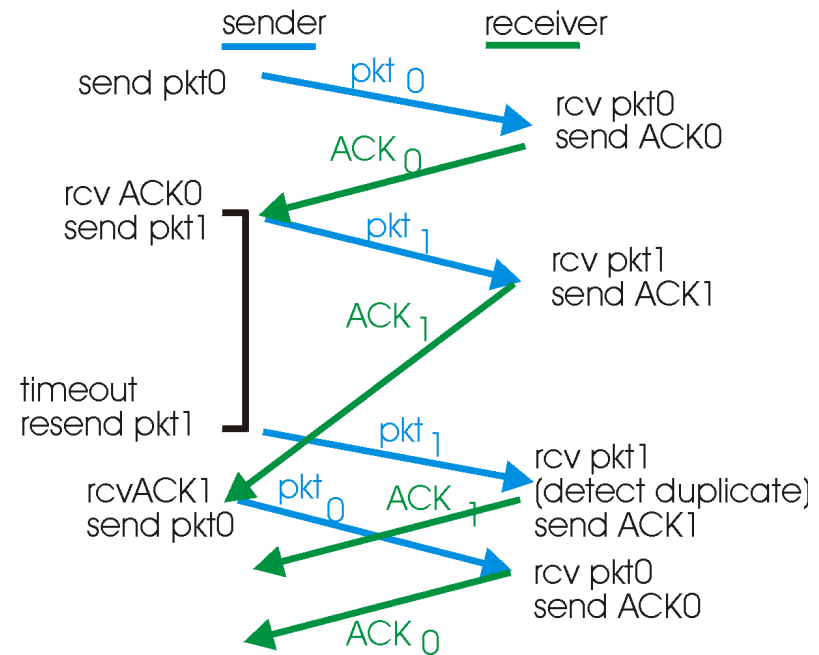 sender
receiver
send pkt0
pkt 0
rcv pkt0
send ACK0
ACK 0
rcv ACK0
send pkt1
pkt 1
rcv pkt1
send ACK1
ACK 1
timeout
resend pkt1
pkt 1
rcv pkt1
(detect duplicate)
send ACK1
rcvACK1
send pkt0
pkt 0
ACK 1
rcv pkt0
send ACK0
ACK 0